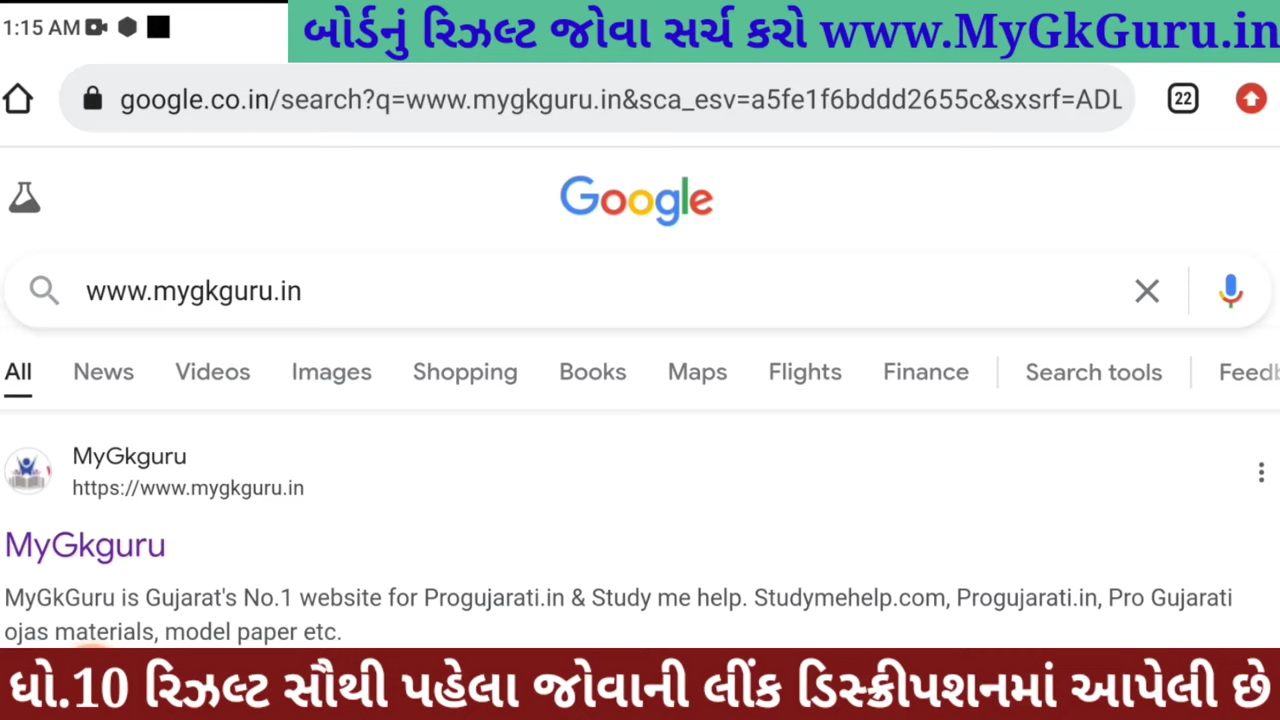 1:15 AM
બોર્ડનું રિઝલ્ટ જોવા સર્ચ કરો www.MyGkGuru.in
google.co.in/search?q=www.mygkguru.in&sca_esv=a5fe1f6bddd2655c&sxsrf=ADL
22
Google
www.mygkguru.in
All News Videos Images Shopping Books Maps Flights Finance Search tools Feedb
MyGkguru
https://www.mygkguru.in
MyGkguru
MyGkGuru is Gujarat's No.1 website for Progujarati.in & Study me help. Studymehelp.com, Progujarati.in, Pro Gujarati
ojas materials, model paper etc.
ધો.10 રિઝલ્ટ સૌથી પહેલા જોવાની લીંક ડિસ્ક્રીપશનમાં આપેલી છે